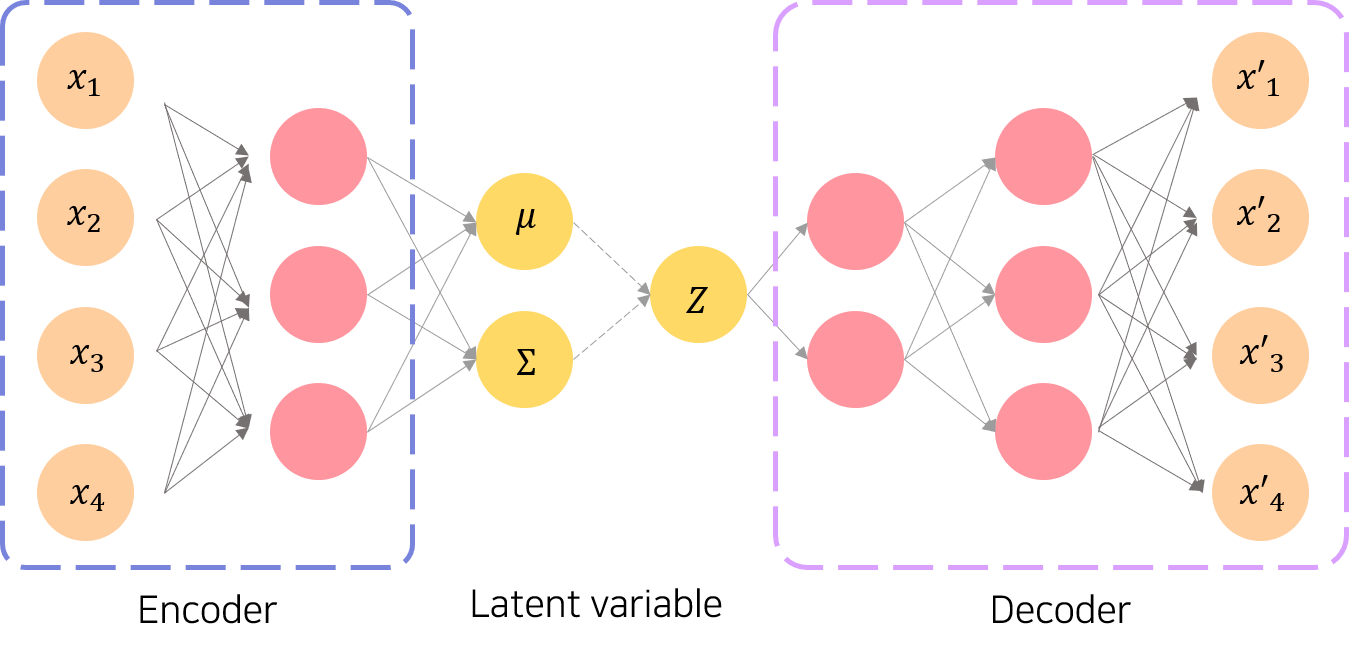 x₁
x₂
x₃
x₄
μ
Σ
Z
x′₁
x′₂
x′₃
x′₄
Encoder
Latent variable
Decoder